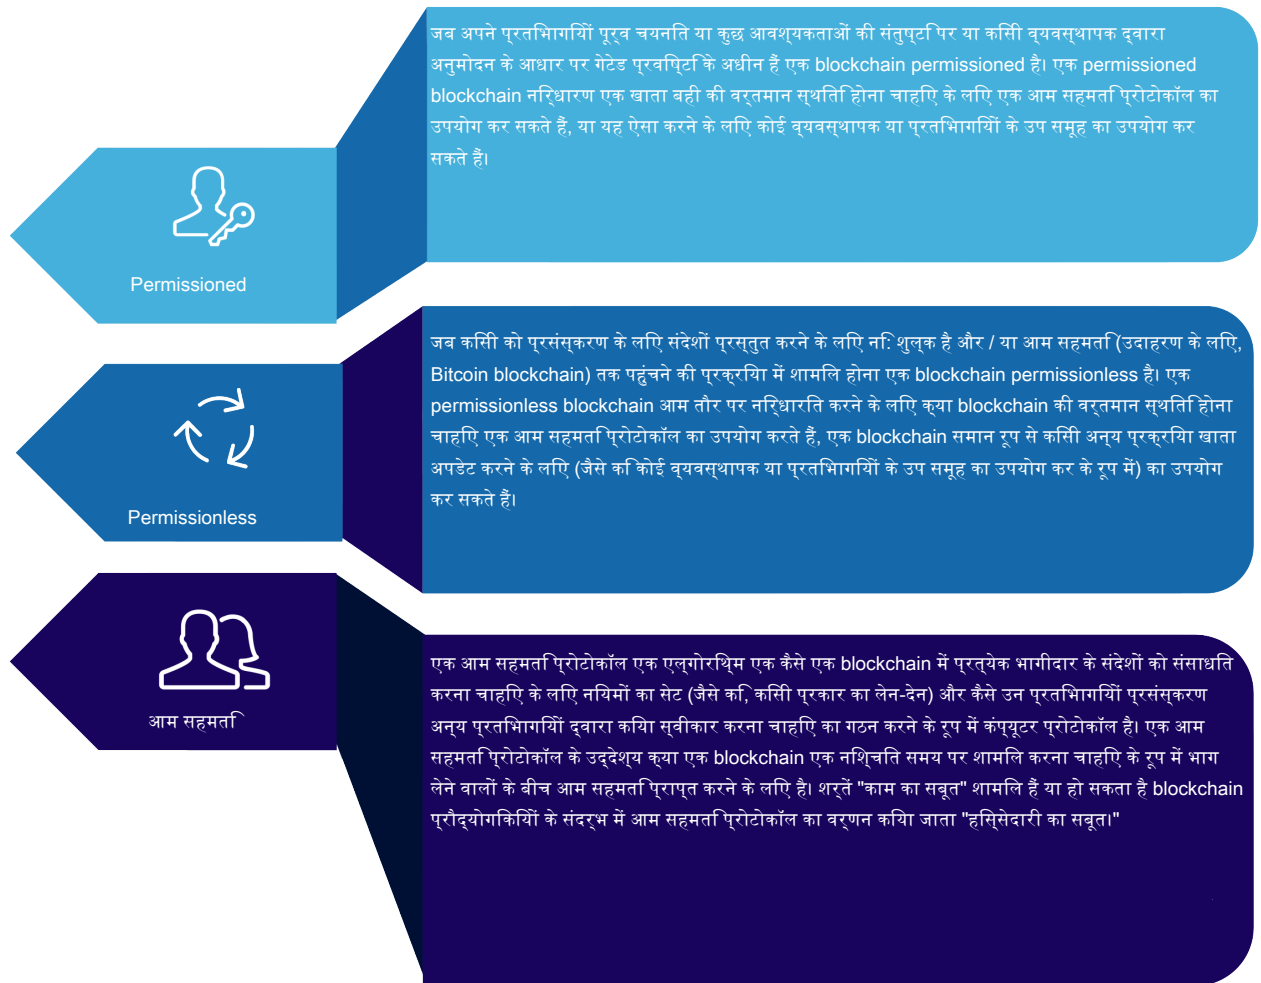 जब अपने प्रतिभागियों पूर्व चयनित या कुछ आवश्यकताओं की संतुष्टि पर या किसी व्यवस्थापक द्वारा
अनुमोदन के आधार पर गेटेड प्रविष्टि के अधीन हैं एक blockchain permissioned है। एक permissioned
blockchain निर्धारण एक खाता बही की वर्तमान स्थिति होना चाहिए के लिए एक आम सहमति प्रोटोकॉल का
उपयोग कर सकते हैं, या यह ऐसा करने के लिए कोई व्यवस्थापक या प्रतिभागियों के उप समूह का उपयोग कर
सकते हैं।
Permissioned
जब किसी को प्रसंस्करण के लिए संदेशों प्रस्तुत करने के लिए नि: शुल्क है और / या आम सहमति (उदाहरण के लिए,
Bitcoin blockchain) तक पहुंचने की प्रक्रिया में शामिल होना एक blockchain permissionless है। एक
permissionless blockchain आम तौर पर निर्धारित करने के लिए क्या blockchain की वर्तमान स्थिति होना
चाहिए एक आम सहमति प्रोटोकॉल का उपयोग करते हैं, एक blockchain समान रूप से किसी अन्य प्रक्रिया खाता
अपडेट करने के लिए (जैसे कि कोई व्यवस्थापक या प्रतिभागियों के उप समूह का उपयोग कर के रूप में) का उपयोग
कर सकते हैं।
Permissionless
एक आम सहमति प्रोटोकॉल एक एल्गोरिथ्म एक कैसे एक blockchain में प्रत्येक भागीदार के संदेशों को संसाधित
करना चाहिए के लिए नियमों का सेट (जैसे कि, किसी प्रकार का लेन-देन) और कैसे उन प्रतिभागियों प्रसंस्करण
अन्य प्रतिभागियों द्वारा किया स्वीकार करना चाहिए का गठन करने के रूप में कंप्यूटर प्रोटोकॉल है। एक आम
सहमति प्रोटोकॉल के उद्देश्य क्या एक blockchain एक निश्चित समय पर शामिल करना चाहिए के रूप में भाग
लेने वालों के बीच आम सहमति प्राप्त करने के लिए है। शर्तें "काम का सबूत" शामिल हैं या हो सकता है blockchain
प्रौद्योगिकियों के संदर्भ में आम सहमति प्रोटोकॉल का वर्णन किया जाता "हिस्सेदारी का सबूत।"
आम सहमति